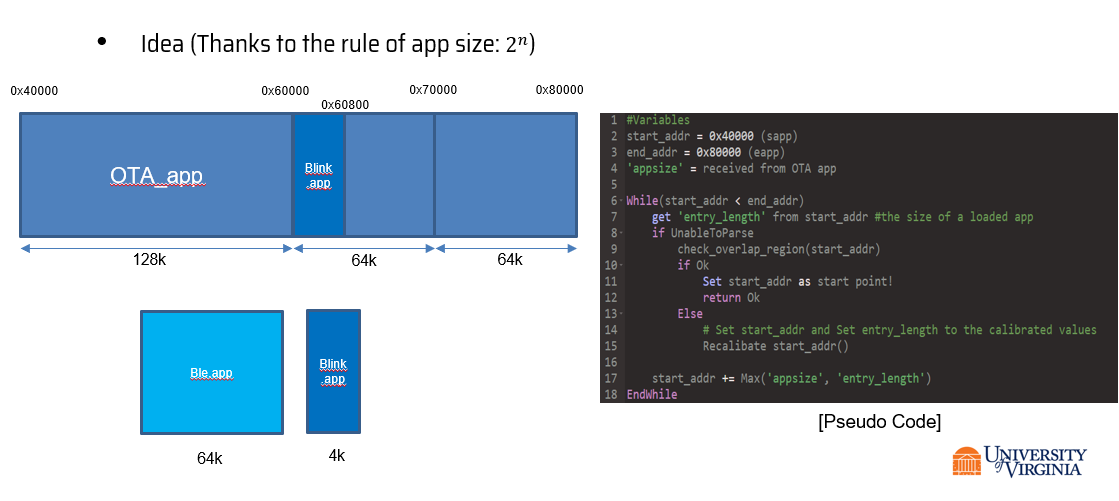 • Idea (Thanks to the rule of app size: 2ⁿ)
0x40000
0x60000
0x60800
0x70000
0x80000
OTA_app
Blink
.app
128k
64k
64k
Ble.app
Blink
.app
64k
4k
1 #Variables
2 start_addr = 0x40000 (sapp)
3 end_addr = 0x80000 (eapp)
4 'appsize' = received from OTA app
5
6 While(start_addr < end_addr)
7 get 'entry_length' from start_addr #the size of a loaded app
8 if UnableToParse
9 check_overlap_region(start_addr)
10 if Ok
11 Set start_addr as start point!
12 return Ok
13 Else
14 # Set start_addr and Set entry_length to the calibrated values
15 Recalibate start_addr()
16
17 start_addr += Max('appsize', 'entry_length')
18 EndWhile
[Pseudo Code]
UNIVERSITY
of VIRGINIA